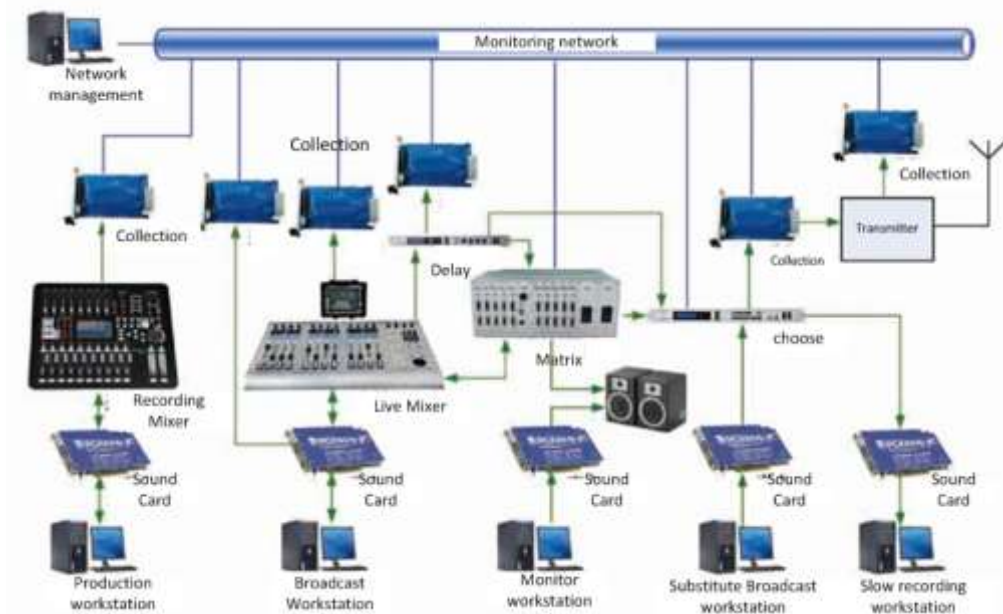 Monitoring network
Network
management
Collection
Collection
Collection
Collection
Transmitter
Delay
Matrix
choose
Recording
Mixer
Live Mixer
Sound
Card
Sound
Card
Sound
Card
Sound
Card
Sound
Card
Production
workstation
Broadcast
Workstation
Monitor
workstation
Substitute Broadcast
workstation
Slow recording
workstation